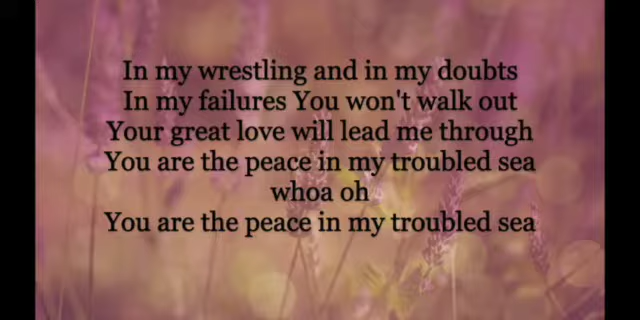 In my wrestling and in my doubts
In my failures You won't walk out
Your great love will lead me through
You are the peace in my troubled sea
whoa oh
You are the peace in my troubled sea